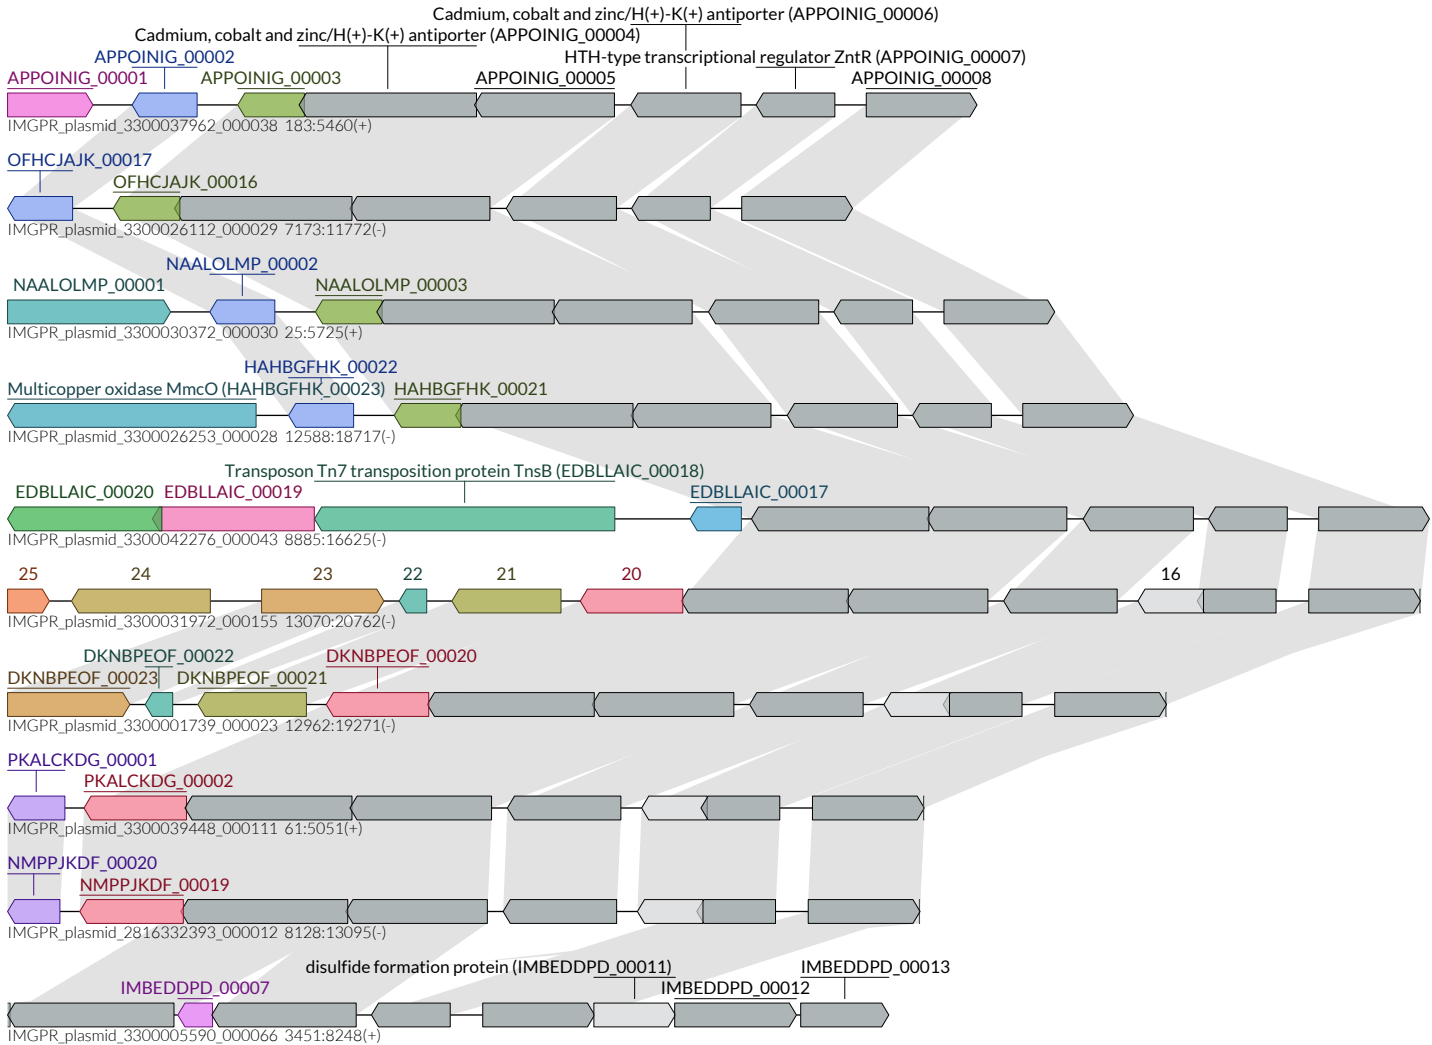 Cadmium, cobalt and zinc/H(+)-K(+) antiporter (APPOINIG_00006)
Cadmium, cobalt and zinc/H(+)-K(+) antiporter (APPOINIG_00004)
APPOINIG_00002 HTH-type transcriptional regulator ZntR (APPOINIG_00007)
APPOINIG_00001 APPOINIG_00003 APPOINIG_00005 APPOINIG_00008
IMGPR_plasmid_3300037962_000038 183:5460(+)
OFHCJAJK_00017
OFHCJAJK_00016
IMGPR_plasmid_3300026112_000029 7173:11772(-)
NAALOLMP_00002
NAALOLMP_00001 NAALOLMP_00003
IMGPR_plasmid_3300030372_000030 25:5725(+)
HAHBGFHK_00022
Multicopper oxidase MmcO (HAHBGFHK_00023) HAHBGFHK_00021
IMGPR_plasmid_3300026253_000028 12588:18717(-)
Transposon Tn7 transposition protein TnsB (EDBLLAIC_00018)
EDBLLAIC_00020 EDBLLAIC_00019 EDBLLAIC_00017
IMGPR_plasmid_3300042276_000043 8885:16625(-)
25 24 23 22 21 20 16
IMGPR_plasmid_3300031972_000155 13070:20762(-)
DKNBPEOF_00022 DKNBPEOF_00020
DKNBPEOF_00023 DKNBPEOF_00021
IMGPR_plasmid_3300001739_000023 12962:19271(-)
PKALCKDG_00001
PKALCKDG_00002
IMGPR_plasmid_3300039448_000111 61:5051(+)
NMPPJKDF_00020
NMPPJKDF_00019
IMGPR_plasmid_2816332393_000012 8128:13095(-)
disulfide formation protein (IMBEDDPD_00011) IMBEDDPD_00013
IMBEDDPD_00007 IMBEDDPD_00012
IMGPR_plasmid_3300005590_000066 3451:8248(+)